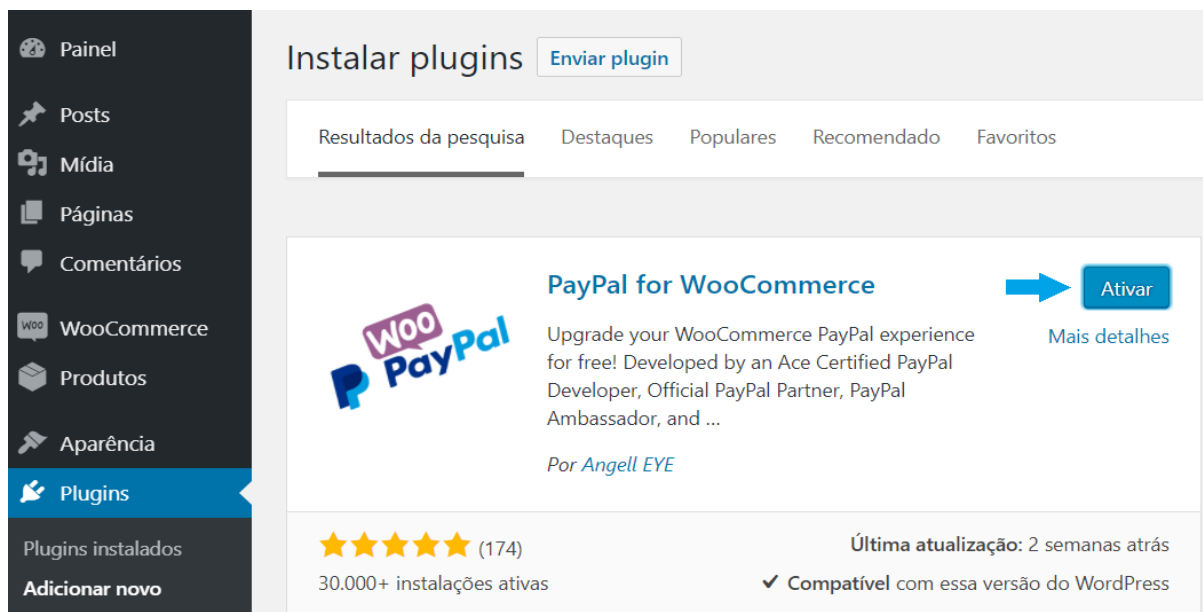 Painel
Posts
Mídia
Páginas
Comentários
WOO WooCommerce
Produtos
Aparência
Plugins
Plugins instalados
Adicionar novo
Instalar plugins Enviar plugin
Resultados da pesquisa Destaques Populares Recomendado Favoritos
WOO
PayPal
PayPal for WooCommerce
Ativar
Mais detalhes
Upgrade your WooCommerce PayPal experience
for free! Developed by an Ace Certified PayPal
Developer, Official PayPal Partner, PayPal
Ambassador, and ...
Por Angell EYE
(174)
30.000+ instalações ativas
Última atualização: 2 semanas atrás
✔ Compatível com essa versão do WordPress